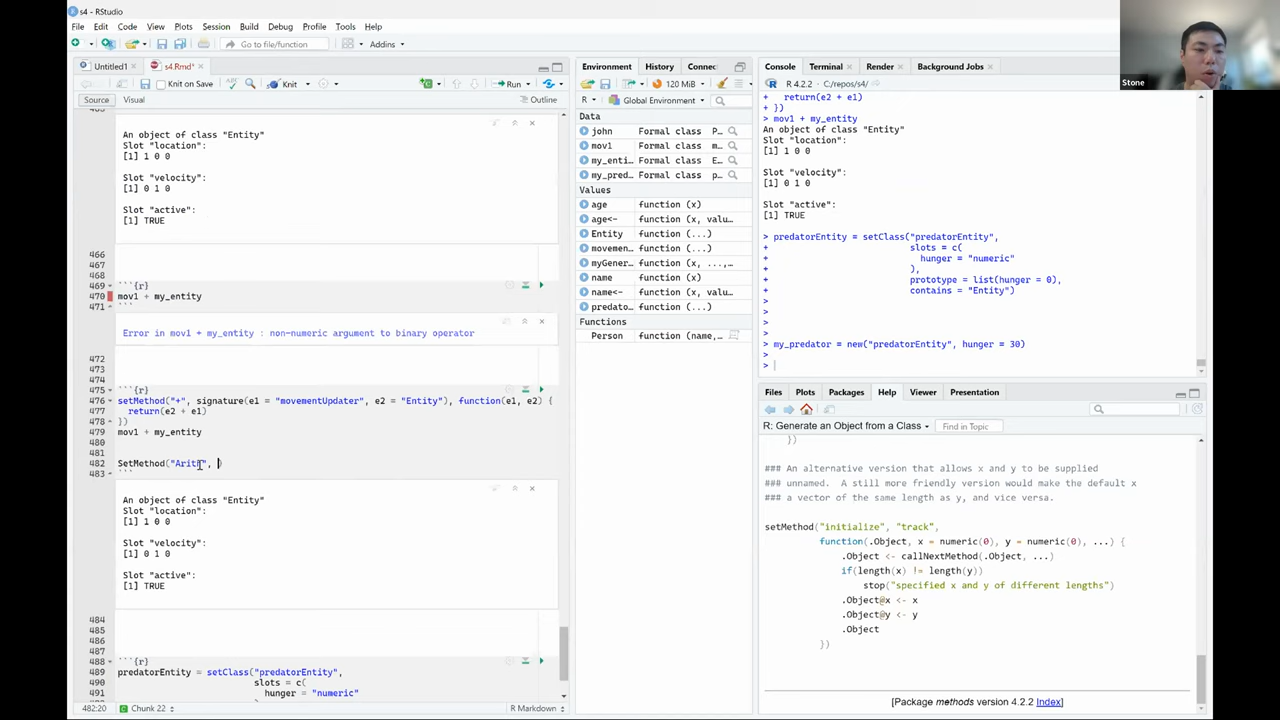 s4 - RStudio
File Edit Code View Plots Session Build Debug Profile Tools Help
Go to file/function
Addins
Untitled1
s4.Rmd*
Knit on Save
Knit
Run
Source
Visual
Outline
An object of class "Entity"
Slot "location":
[1] 1 0 0
Slot "velocity":
[1] 0 1 0
Slot "active":
[1] TRUE
466
467
468
469 ```{r}
470 mov1 + my_entity
471 ```
Error in mov1 + my_entity : non-numeric argument to binary operator
472
473
474
475 ```{r}
476 setMethod("+", signature(e1 = "movementUpdater", e2 = "Entity"), function(e1, e2) {
477 return(e2 + e1)
478 })
479 mov1 + my_entity
480
481
482 SetMethod("Arith", )
483 ```
An object of class "Entity"
Slot "location":
[1] 1 0 0
Slot "velocity":
[1] 0 1 0
Slot "active":
[1] TRUE
484
485
486
487
488 ```{r}
489 predatorEntity = setClass("predatorEntity",
490 slots = c(
491 hunger = "numeric"
482:20
Chunk 22
R Markdown
Environment History Connec
120 MiB
R
Global Environment
Data
john Formal class P…
mov1 Formal class m…
my_enti… Formal class E…
my_pred… Formal class p…
Values
age function (x)
age<- function (x, valu…
Entity function (...)
movemen… function (...)
myGener… function (x, ...,…
name function (x)
name<- function (x, valu…
predato… function (...)
Functions
Person function (name,…
Console Terminal Render Background Jobs
R 4.2.2 · C:/repos/s4/
+ return(e2 + e1)
+ })
> mov1 + my_entity
An object of class "Entity"
Slot "location":
[1] 1 0 0
Slot "velocity":
[1] 0 1 0
Slot "active":
[1] TRUE
> predatorEntity = setClass("predatorEntity",
+ slots = c(
+ hunger = "numeric"
+ ),
+ prototype = list(hunger = 0),
+ contains = "Entity")
>
>
>
>
> my_predator = new("predatorEntity", hunger = 30)
>
>
Files Plots Packages Help Viewer Presentation
R: Generate an Object from a Class
Find in Topic
})
### An alternative version that allows x and y to be supplied
### unnamed. A still more friendly version would make the default x
### a vector of the same length as y, and vice versa.
setMethod("initialize", "track",
function(.Object, x = numeric(0), y = numeric(0), ...) {
.Object <- callNextMethod(.Object, ...)
if(length(x) != length(y))
stop("specified x and y of different lengths")
.Object@x <- x
.Object@y <- y
.Object
})
[Package methods version 4.2.2 Index]
Stone